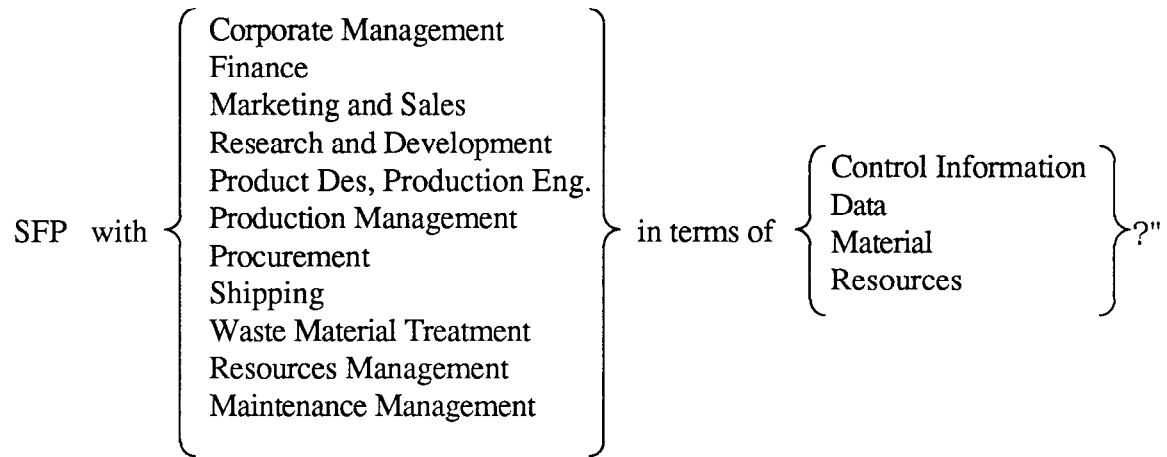 SFP with
Corporate Management
Finance
Marketing and Sales
Research and Development
Product Des, Production Eng.
Production Management
Procurement
Shipping
Waste Material Treatment
Resources Management
Maintenance Management
in terms of
Control Information
Data
Material
Resources
?"